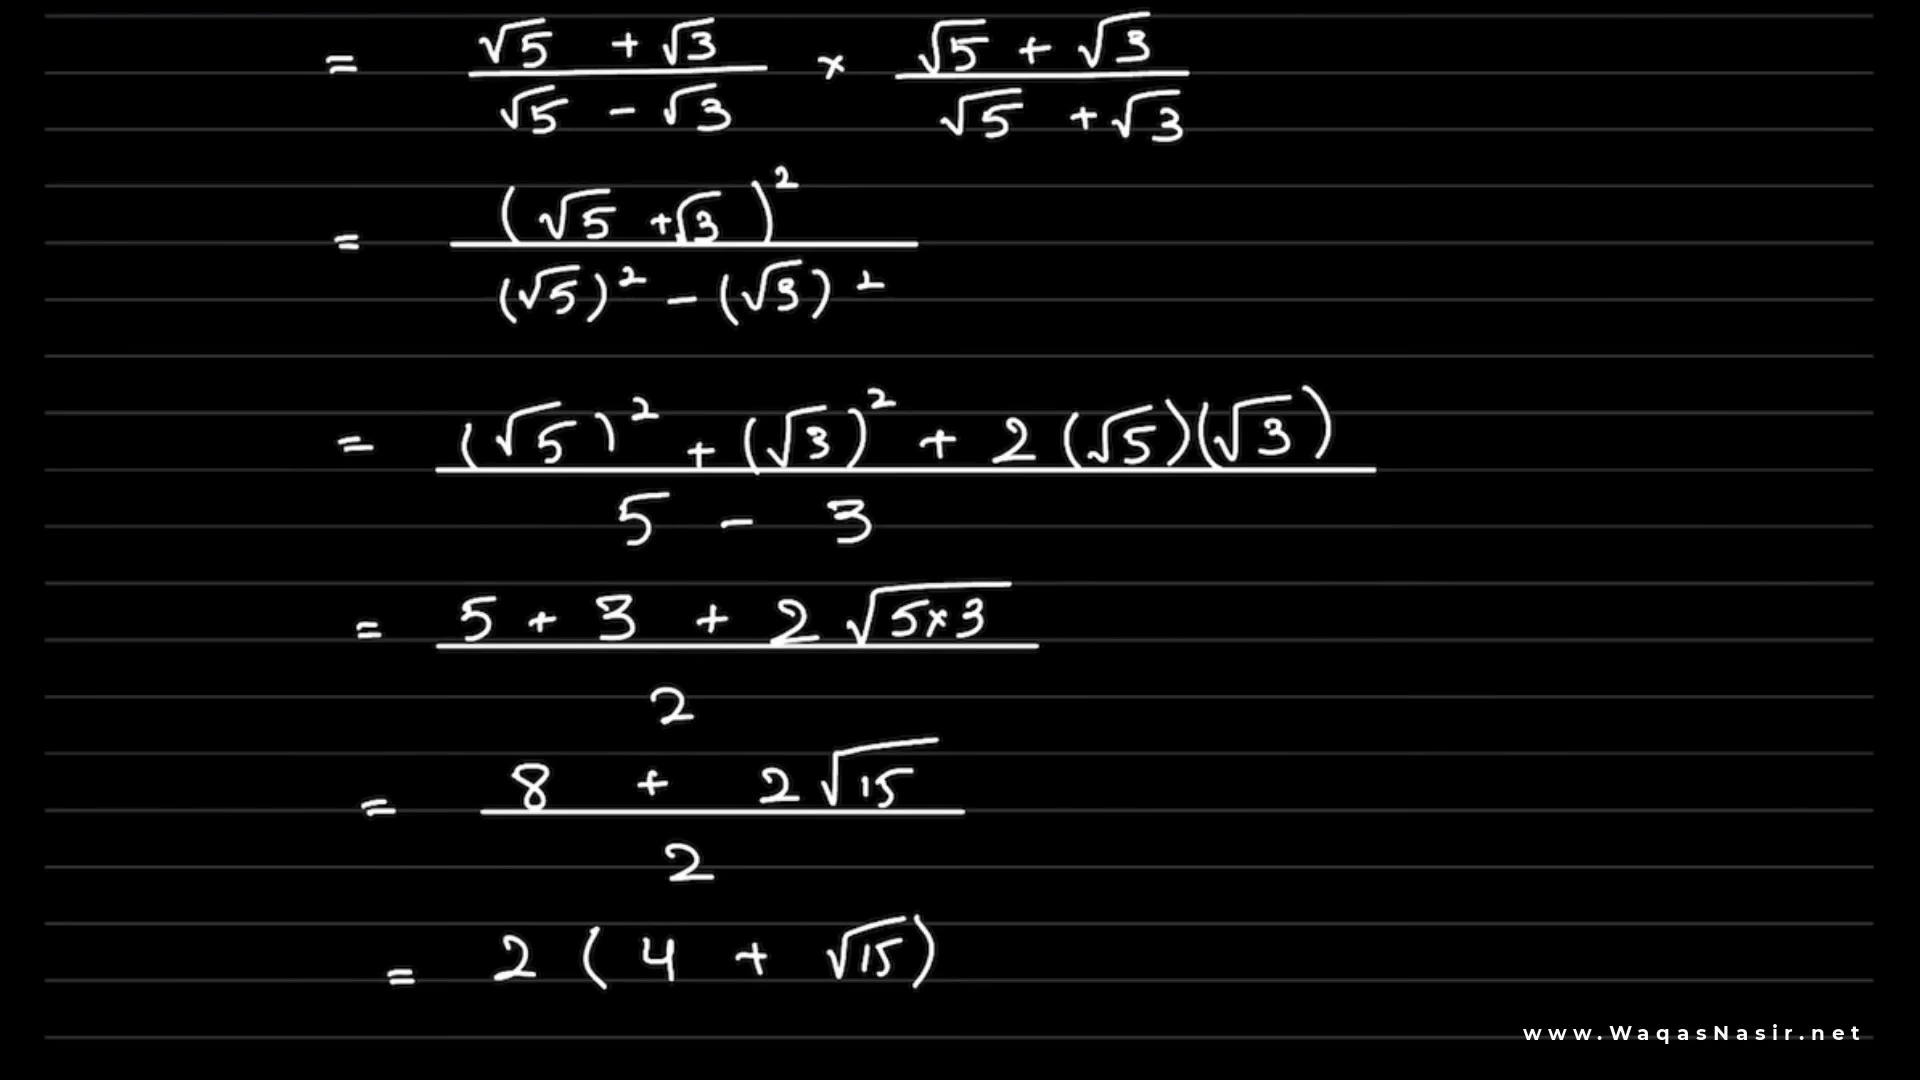 = (√5 + √3)/(√5 - √3) × (√5 + √3)/(√5 + √3)
= (√5 + √3)²/((√5)² - (√3)²)
= ((√5)² + (√3)² + 2(√5)(√3))/(5 - 3)
= (5 + 3 + 2√(5×3))/2
= (8 + 2√15)/2
= 2(4 + √15)
www.WaqasNasir.net